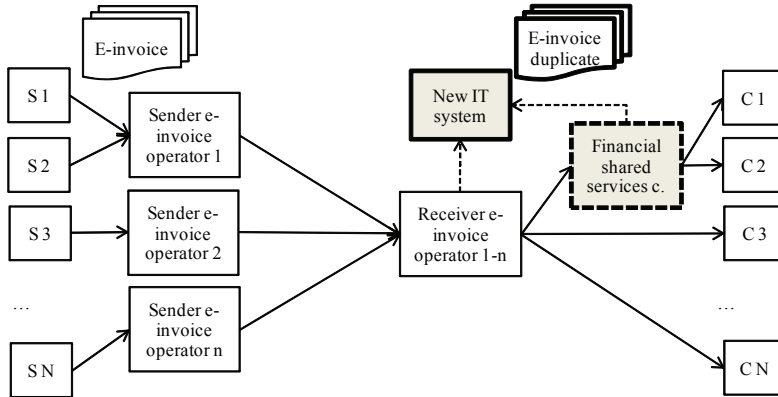 E-invoice
E-invoice
duplicate
S 1
Sender e-
invoice
operator 1
New IT
system
C 1
S 2
Financial
shared
services c.
C 2
S 3
Sender e-
invoice
operator 2
Receiver e-
invoice
operator 1-n
C 3
...
Sender e-
invoice
operator n
...
S N
C N